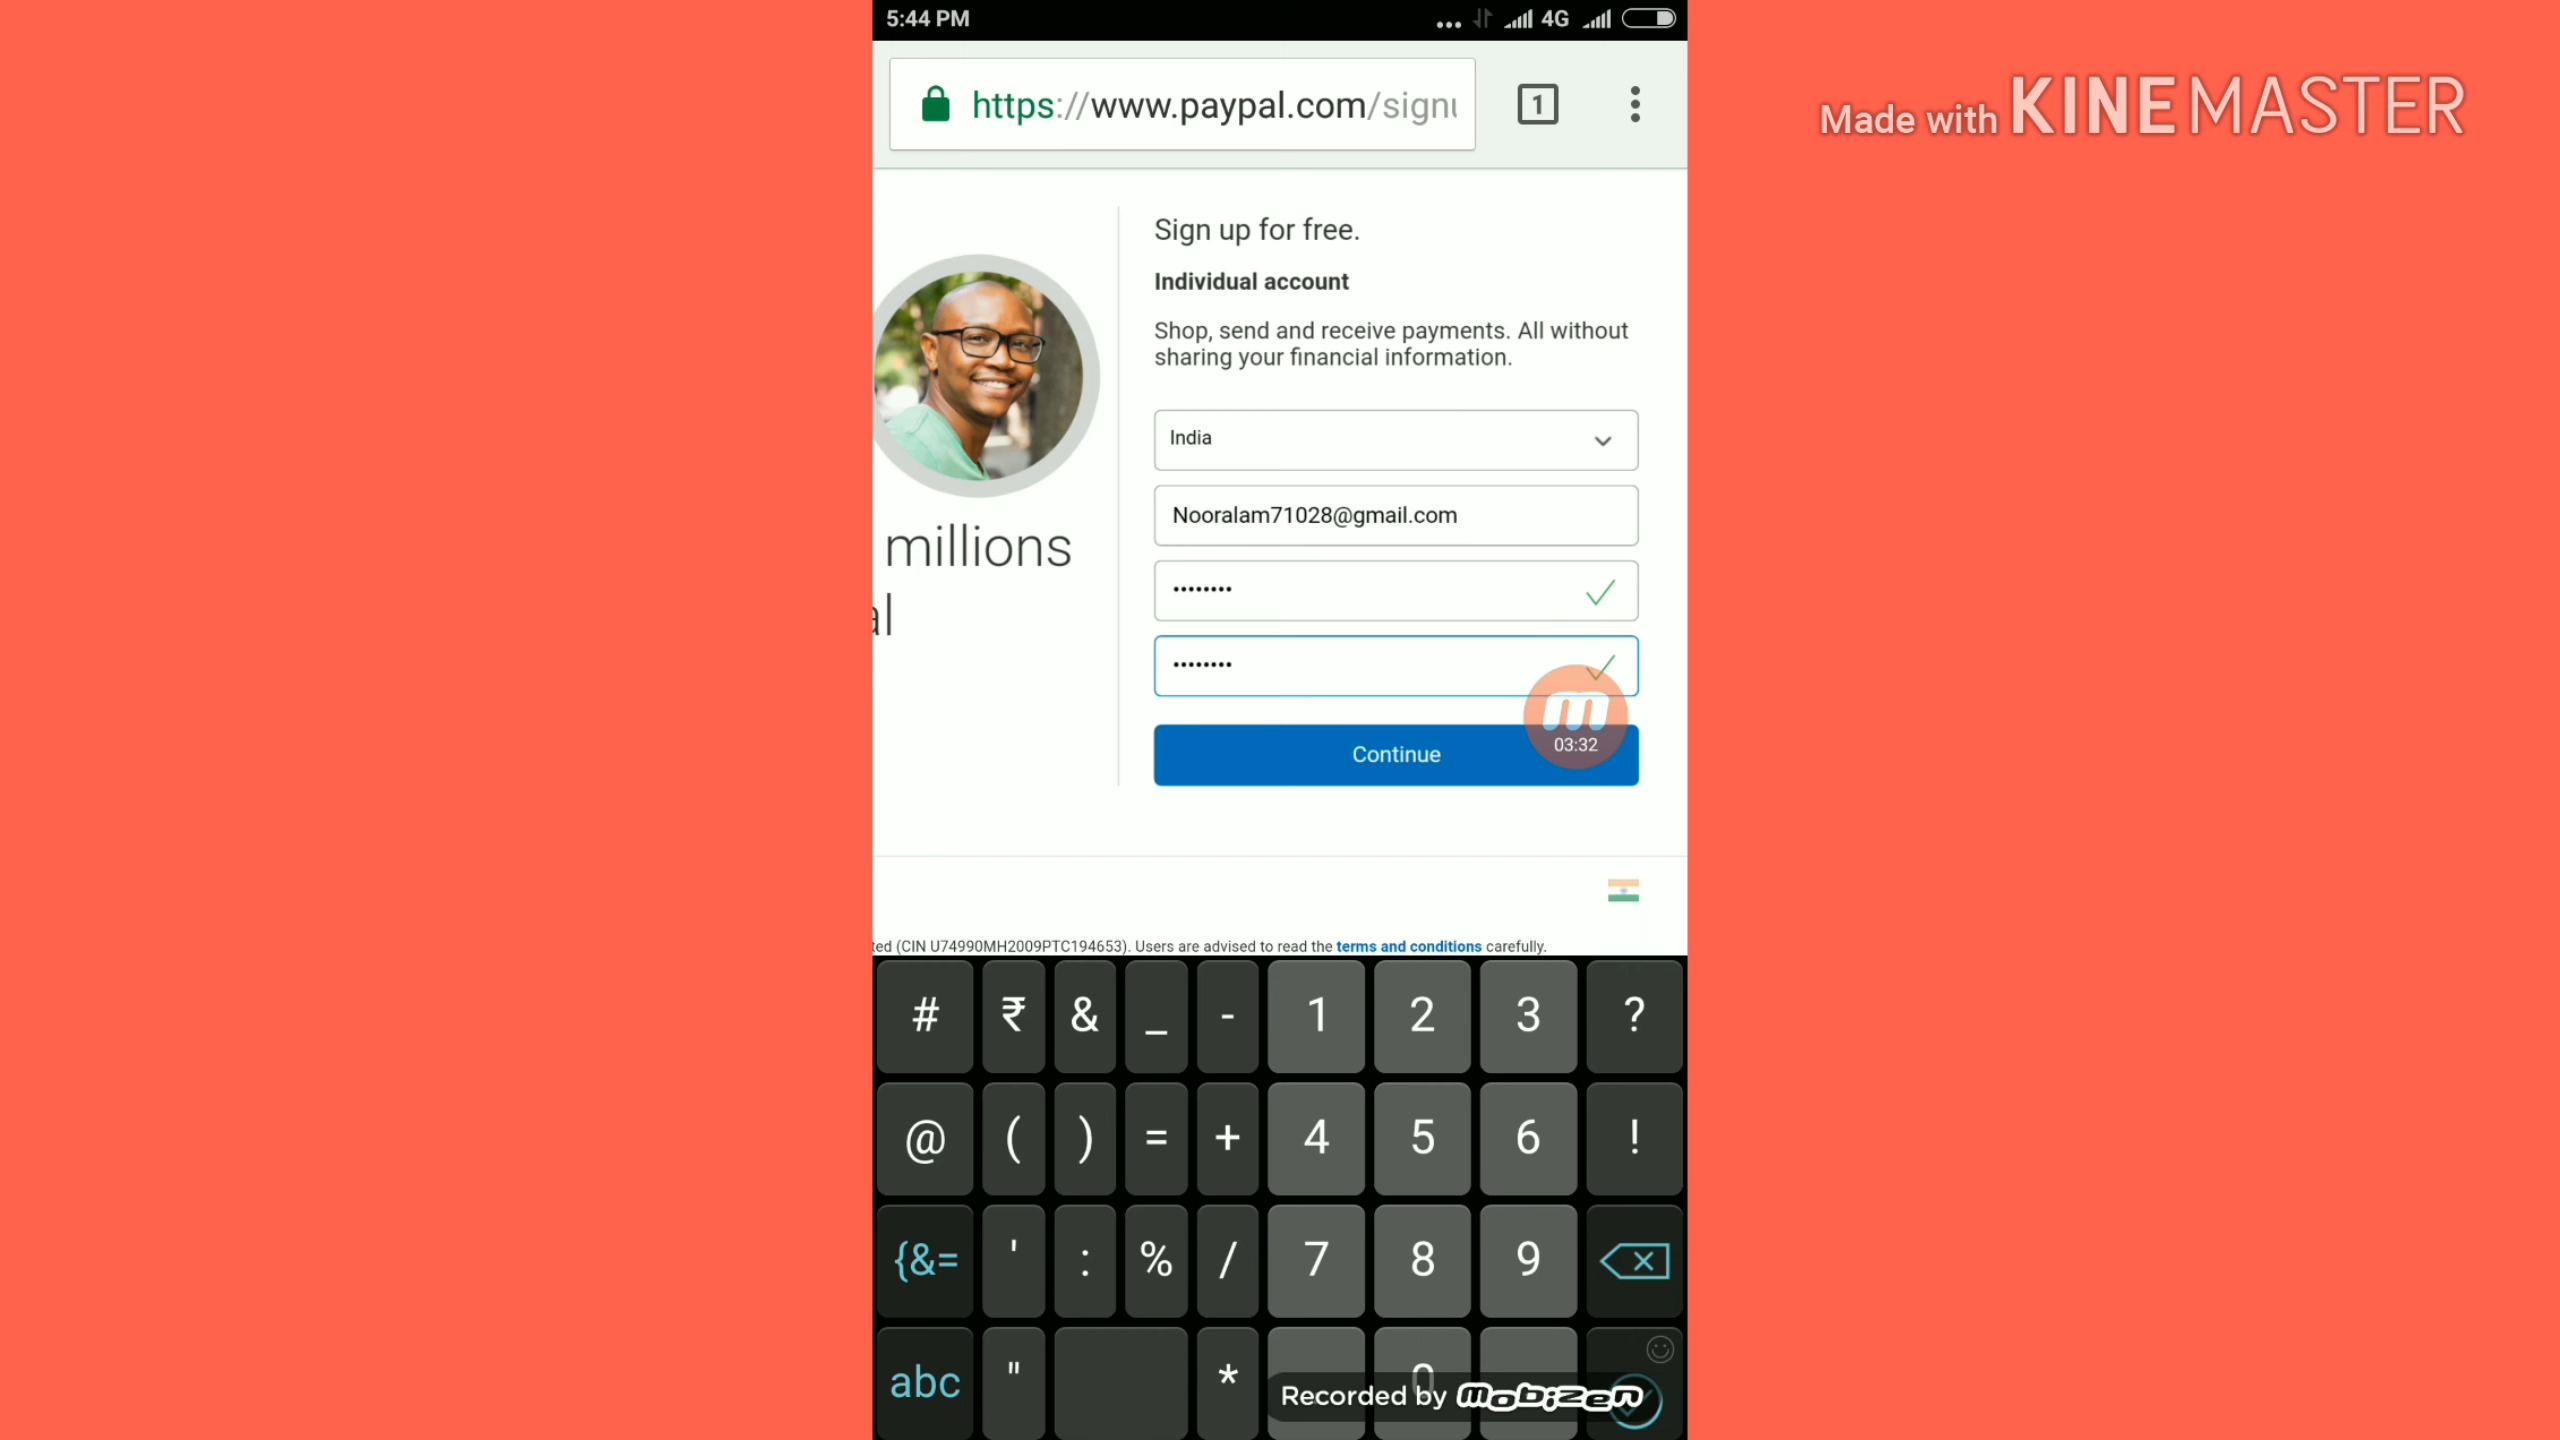 5:44 PM
4G
Made with KINEMASTER
https://www.paypal.com/signu
1
Sign up for free.
Individual account
Shop, send and receive payments. All without
sharing your financial information.
India
millions
al
Nooralam71028@gmail.com
••••••••
••••••••
03:32
Continue
ted (CIN U74990MH2009PTC194653). Users are advised to read the terms and conditions carefully.
# ₹ & _ - 1 2 3 ?
@ ( ) = + 4 5 6 !
{&= ' : % / 7 8 9
abc " * 0
Recorded by mobizen